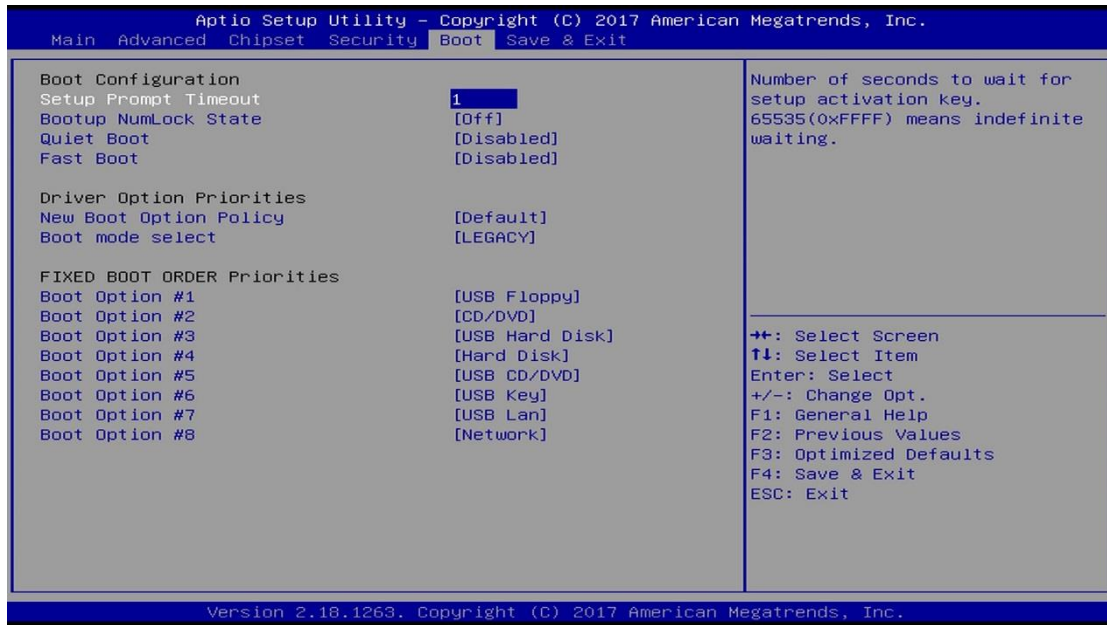 Aptio Setup Utility – Copyright (C) 2017 American Megatrends, Inc.
Main Advanced Chipset Security Boot Save & Exit
Boot Configuration
Setup Prompt Timeout 1
Bootup NumLock State [Off]
Quiet Boot [Disabled]
Fast Boot [Disabled]
Driver Option Priorities
New Boot Option Policy [Default]
Boot mode select [LEGACY]
FIXED BOOT ORDER Priorities
Boot Option #1 [USB Floppy]
Boot Option #2 [CD/DVD]
Boot Option #3 [USB Hard Disk]
Boot Option #4 [Hard Disk]
Boot Option #5 [USB CD/DVD]
Boot Option #6 [USB Key]
Boot Option #7 [USB Lan]
Boot Option #8 [Network]
Number of seconds to wait for
setup activation key.
65535(0xFFFF) means indefinite
waiting.
→←: Select Screen
↑↓: Select Item
Enter: Select
+/-: Change Opt.
F1: General Help
F2: Previous Values
F3: Optimized Defaults
F4: Save & Exit
ESC: Exit
Version 2.18.1263. Copyright (C) 2017 American Megatrends, Inc.